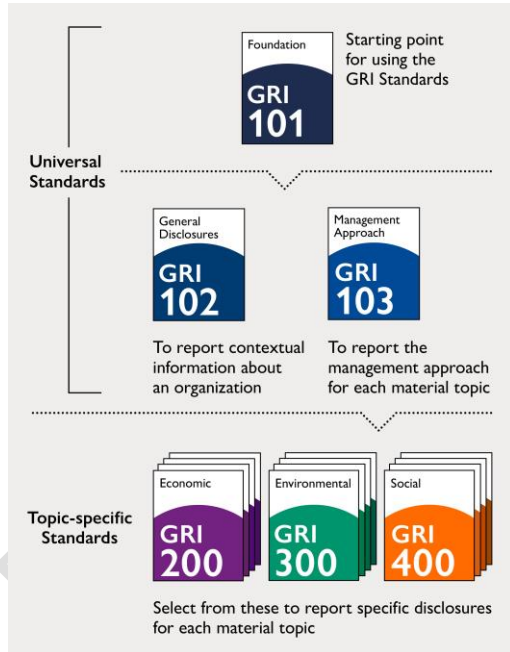 Foundation
GRI
101
Starting point
for using the
GRI Standards
Universal
Standards
General
Disclosures
GRI
102
Management
Approach
GRI
103
To report contextual
information about
an organization
To report the
management approach
for each material topic
Topic-specific
Standards
Economic
GRI
200
Environmental
GRI
300
Social
GRI
400
Select from these to report specific disclosures
for each material topic